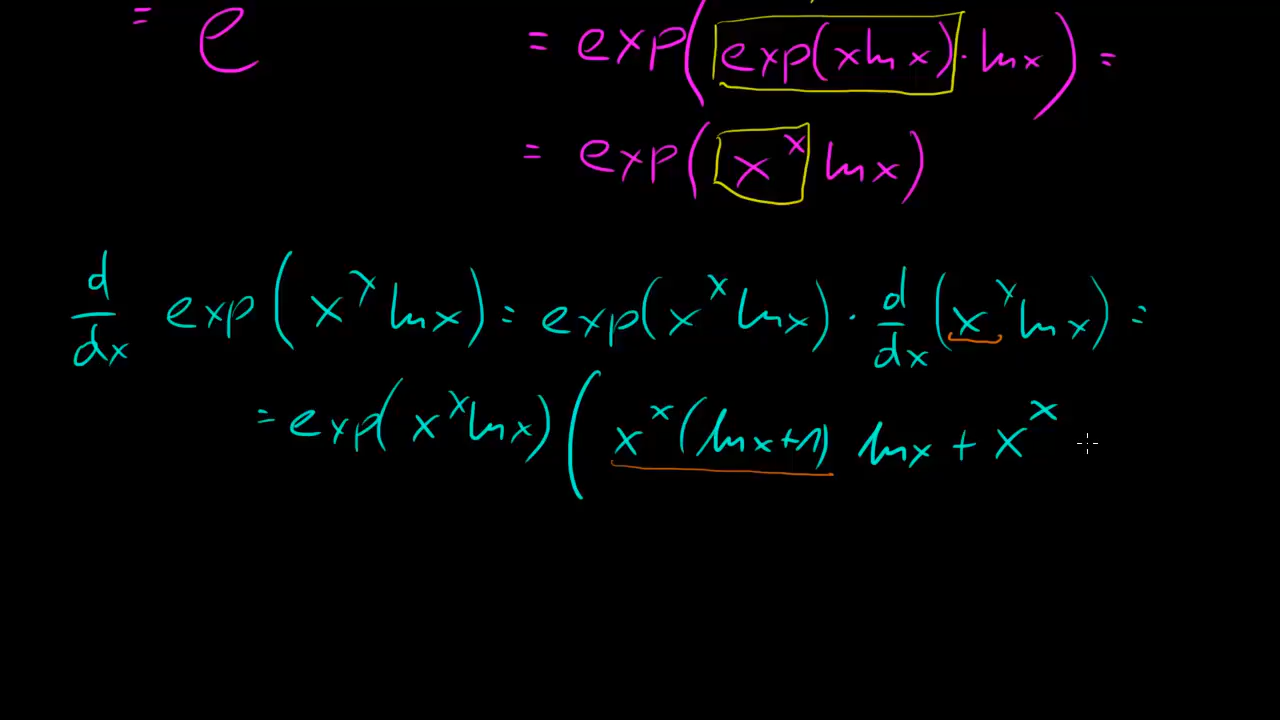 = e
= exp(exp(x ln x) · ln x) =
= exp(x^x ln x)
d/dx exp(x^x ln x) = exp(x^x ln x) · d/dx (x^x ln x) =
= exp(x^x ln x) (x^x (ln x + 1) ln x + x^x